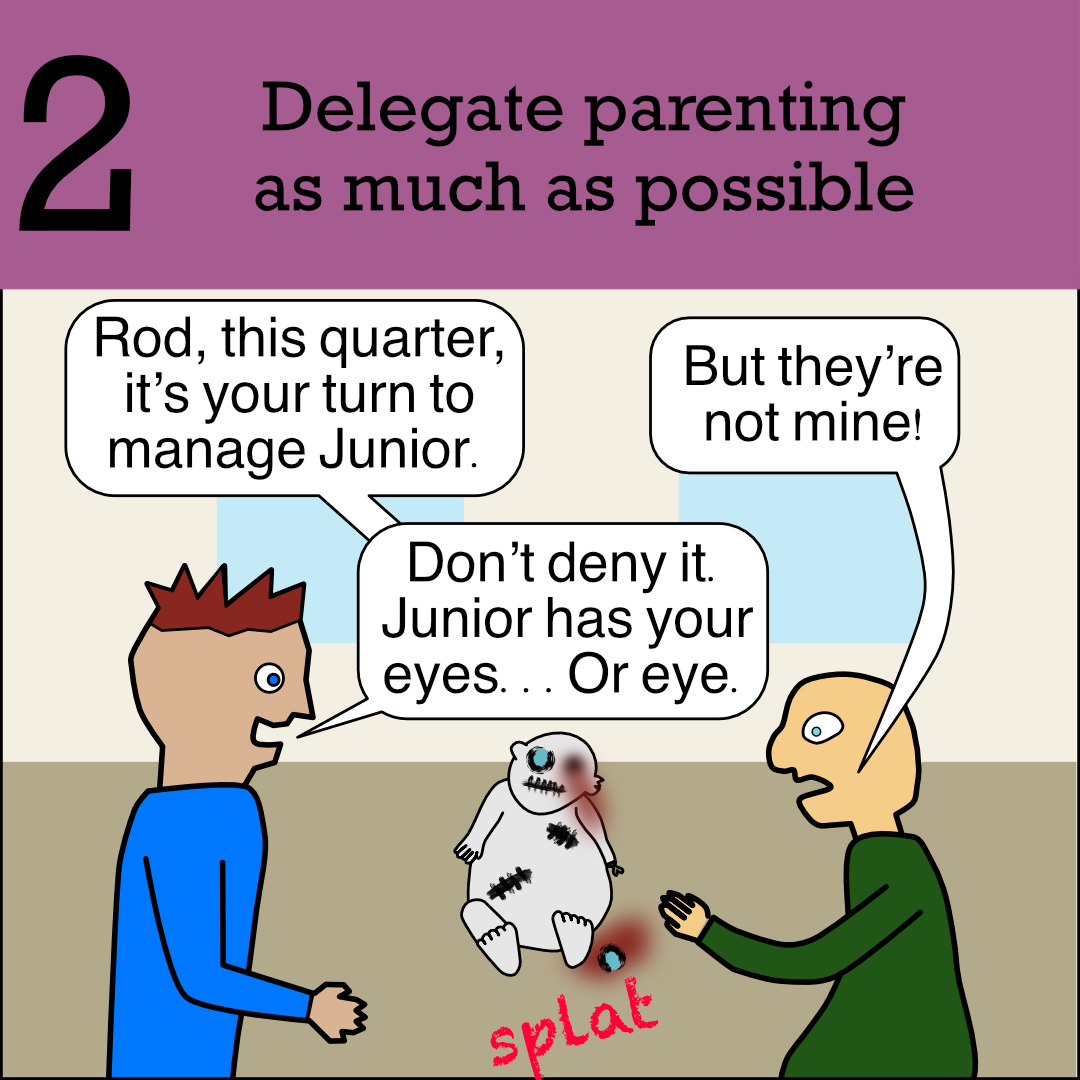 2
Delegate parenting
as much as possible
Rod, this quarter,
it's your turn to
manage Junior.
But they're
not mine!
Don't deny it.
Junior has your
eyes. . . Or eye.
splat